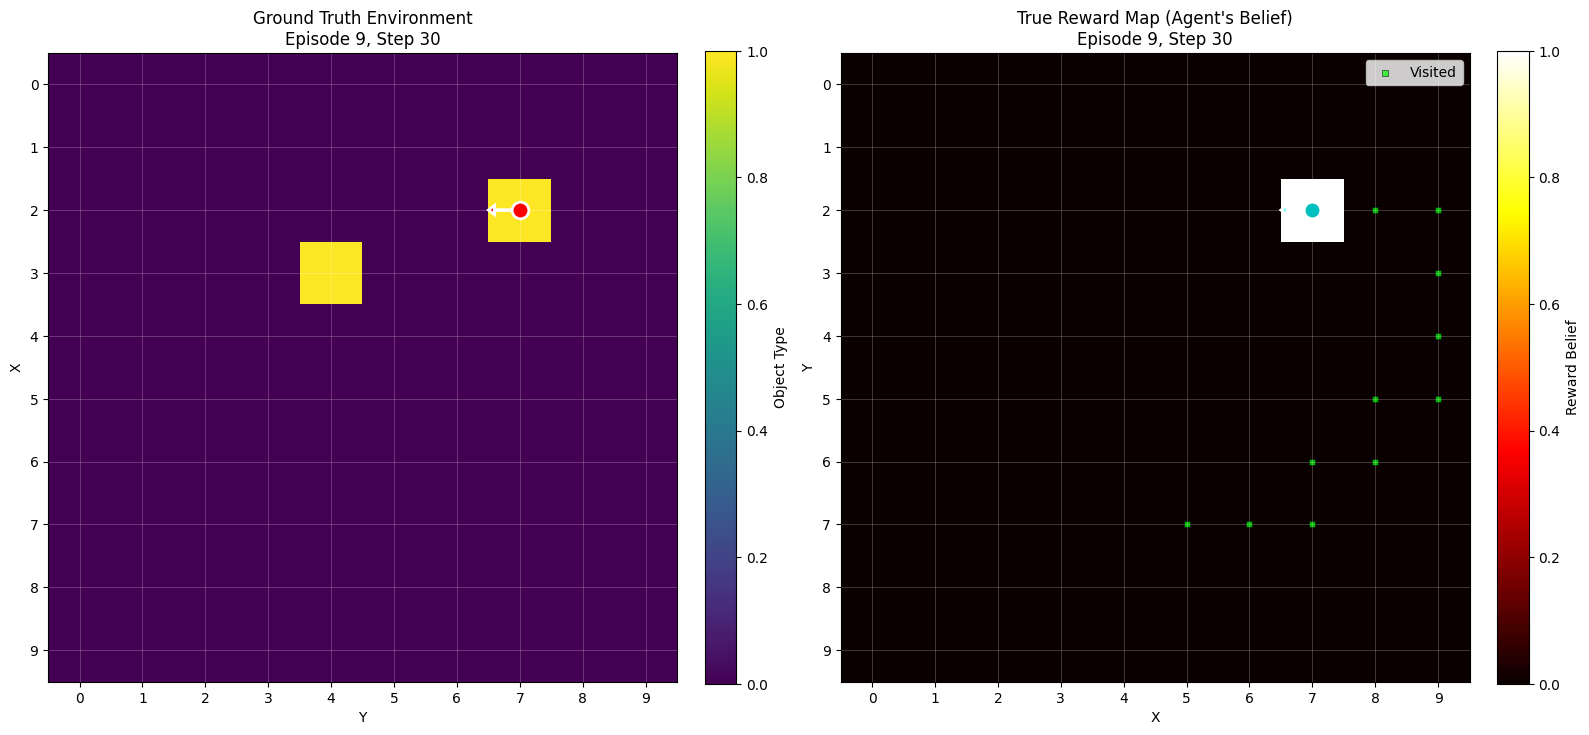 Ground Truth Environment
Episode 9, Step 30
0
1
2
3
4
5
6
7
8
9
X
0 1 2 3 4 5 6 7 8 9
Y
1.0
0.8
0.6
0.4
0.2
0.0
Object Type
True Reward Map (Agent's Belief)
Episode 9, Step 30
Visited
0
1
2
3
4
5
6
7
8
9
Y
0 1 2 3 4 5 6 7 8 9
X
1.0
0.8
0.6
0.4
0.2
0.0
Reward Belief